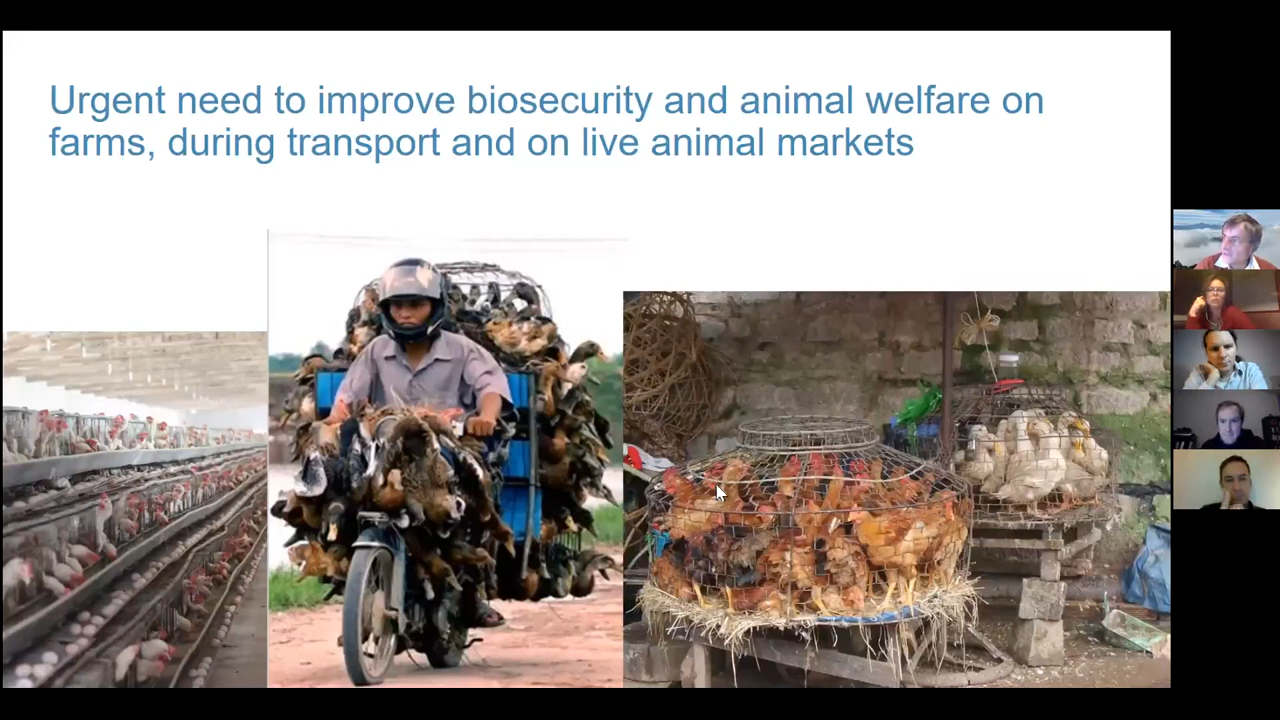 Urgent need to improve biosecurity and animal welfare on
farms, during transport and on live animal markets